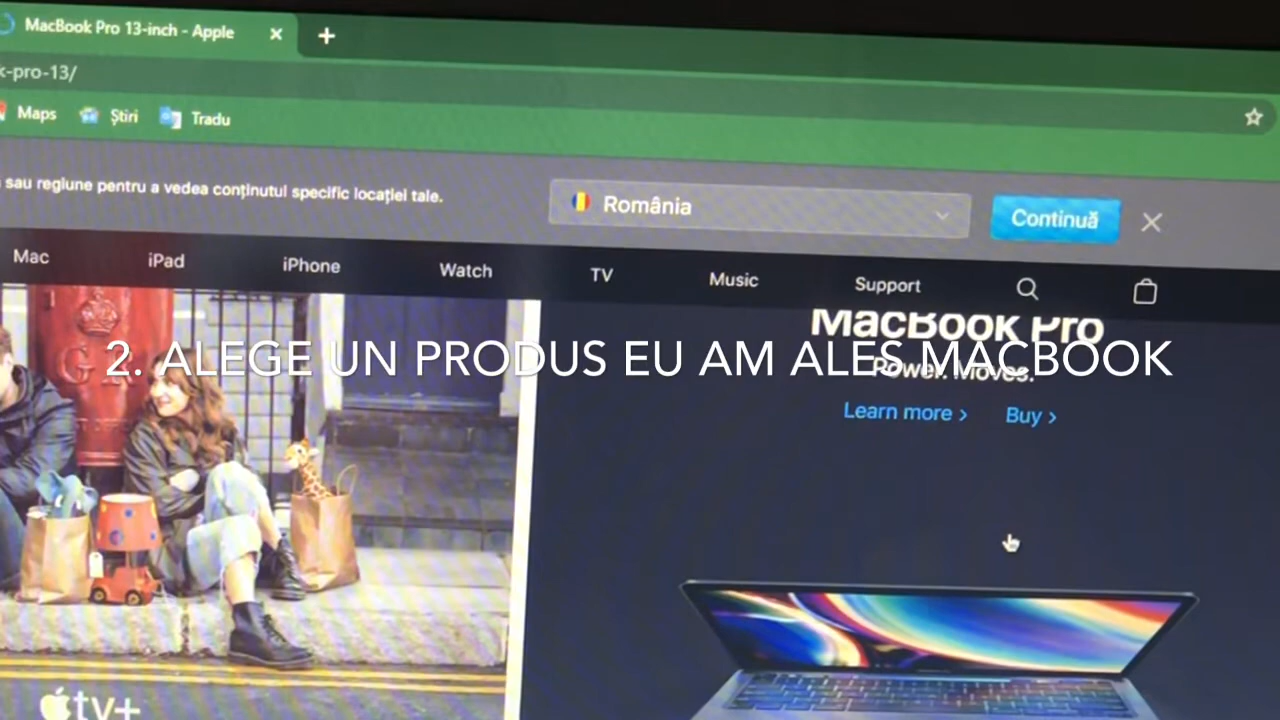 MacBook Pro 13-inch - Apple
k-pro-13/
Maps Știri Tradu
sau regiune pentru a vedea conținutul specific locației tale.
România
Continuă
Mac iPad iPhone Watch TV Music Support
MacBook Pro
2. ALEGE UN PRODUS EU AM ALES MACBOOK
Power. Moves.
Learn more > Buy >
G
tv+